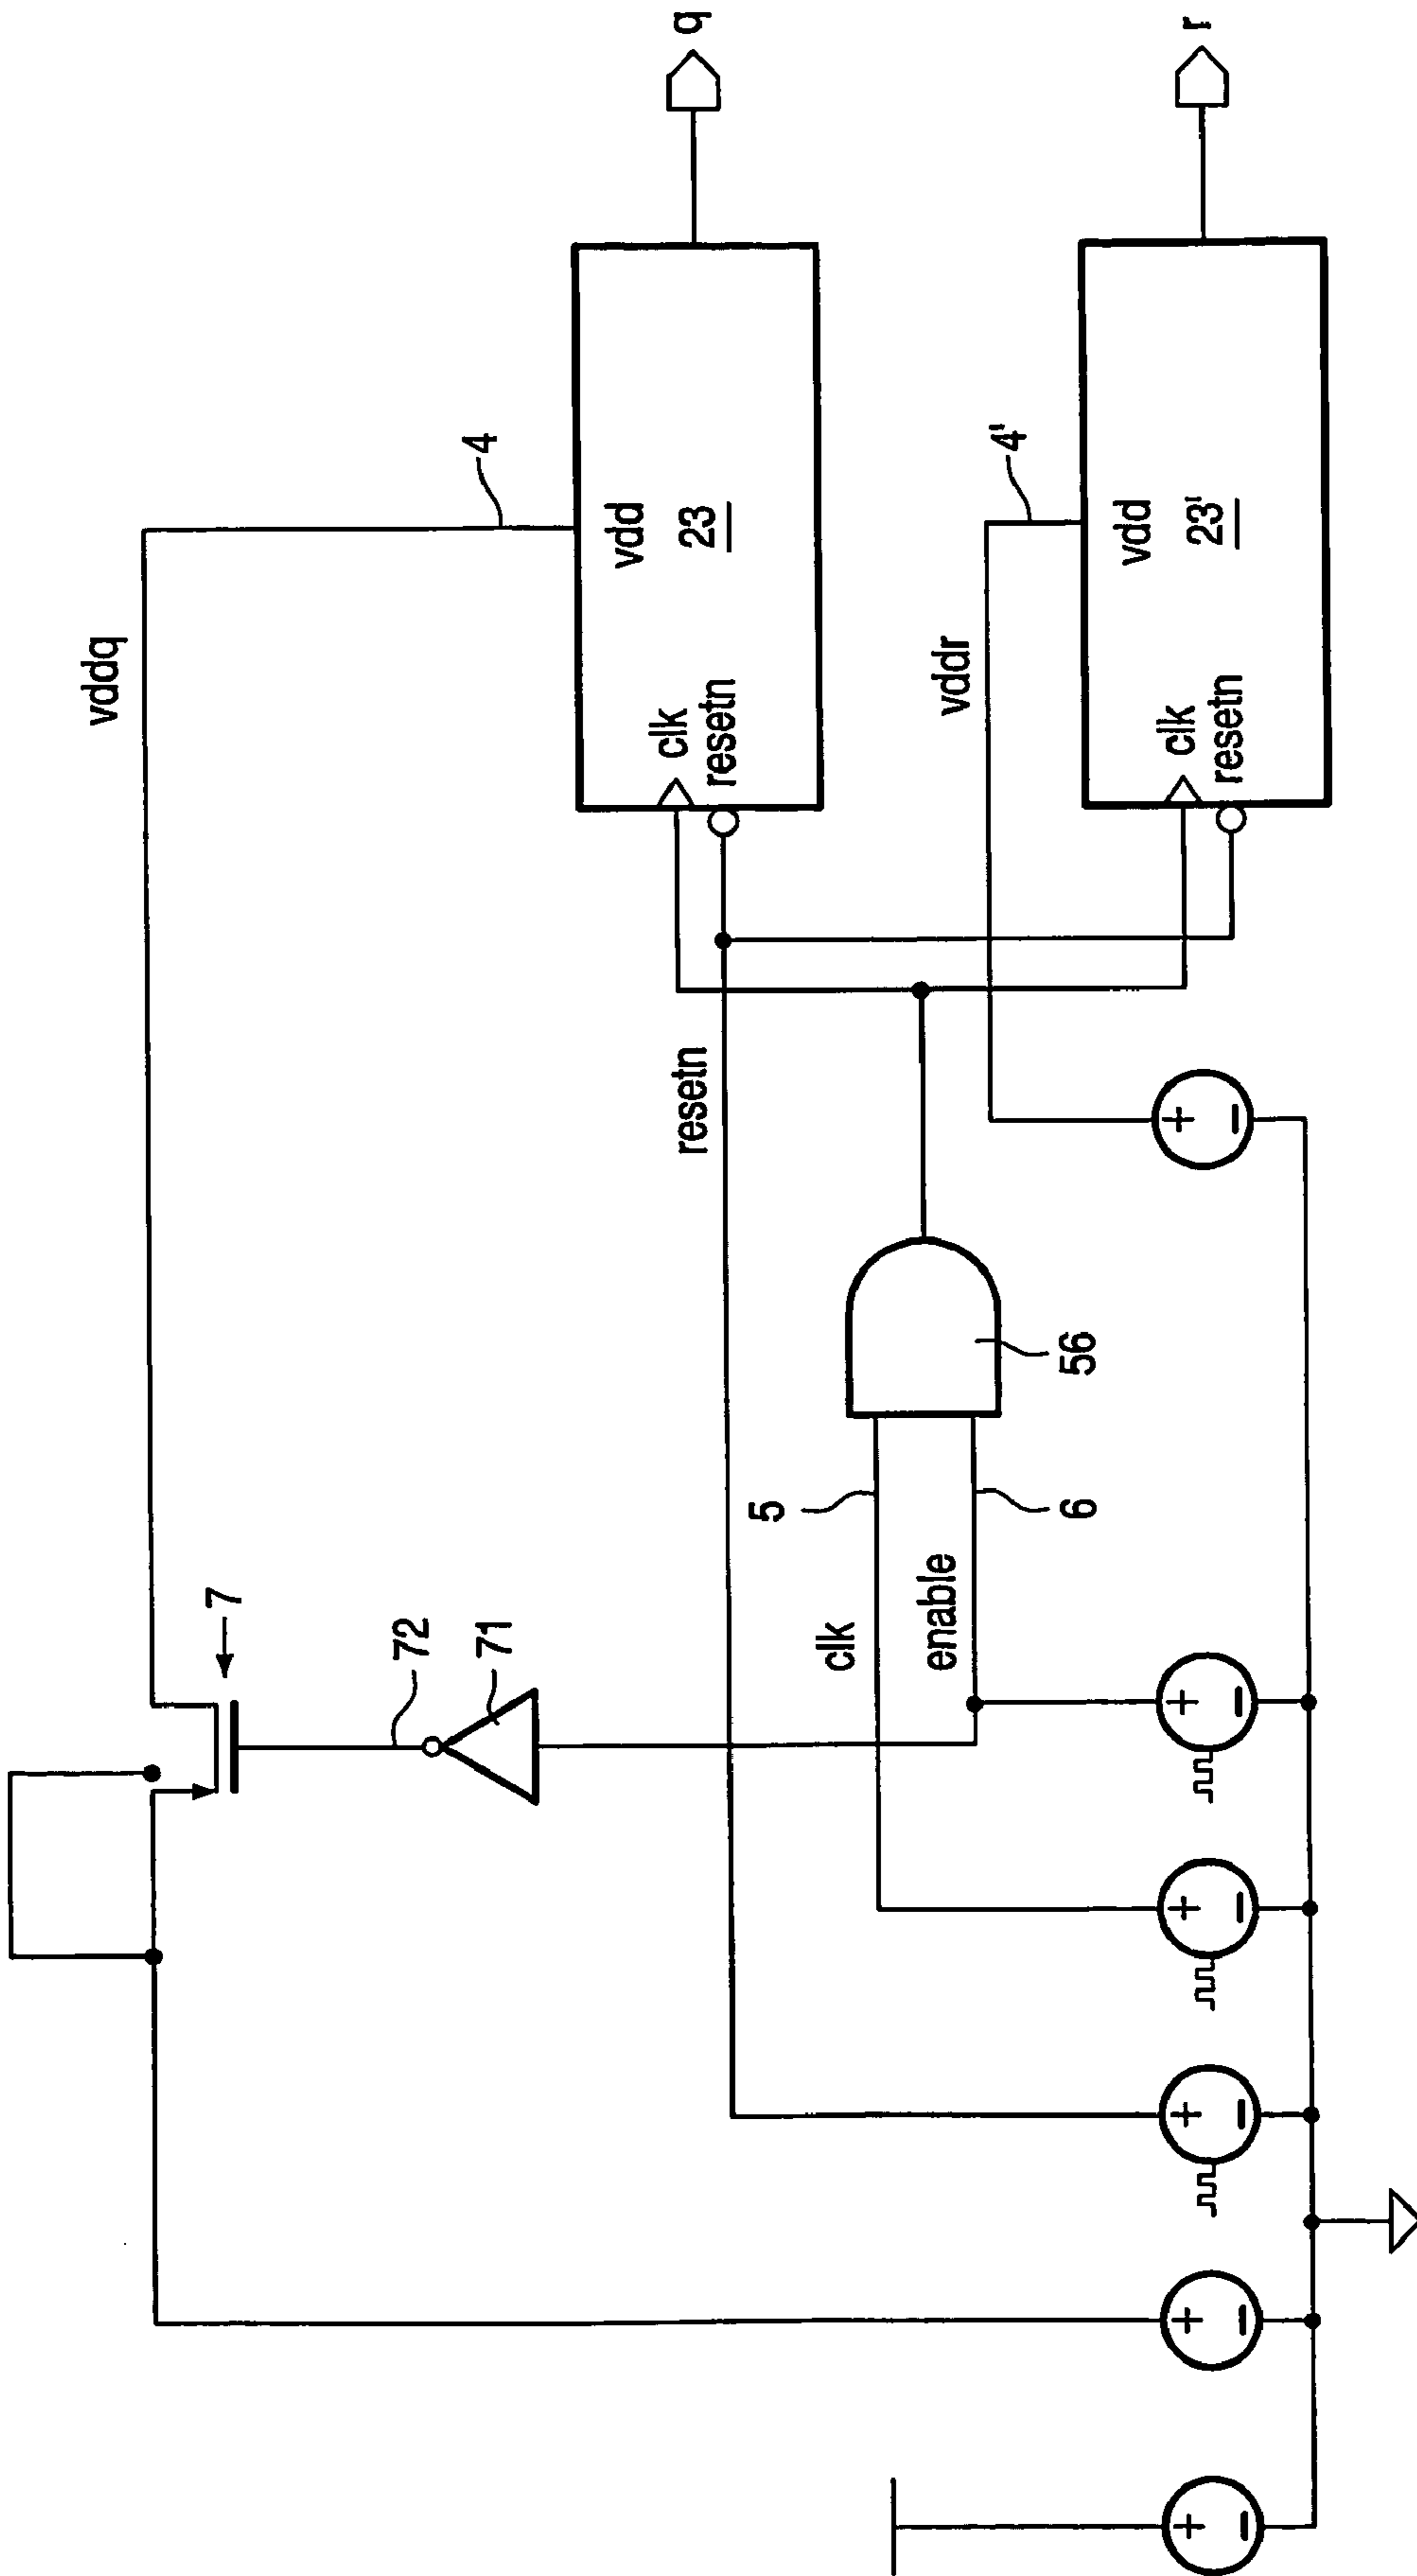 vddq
7
72
71
4
vdd
23
clk
resetn
q
resetn
clk
5
enable
6
56
vddr
4'
vdd
23'
clk
resetn
r
+
−
+
−
+
−
+
−
+
−
+
−